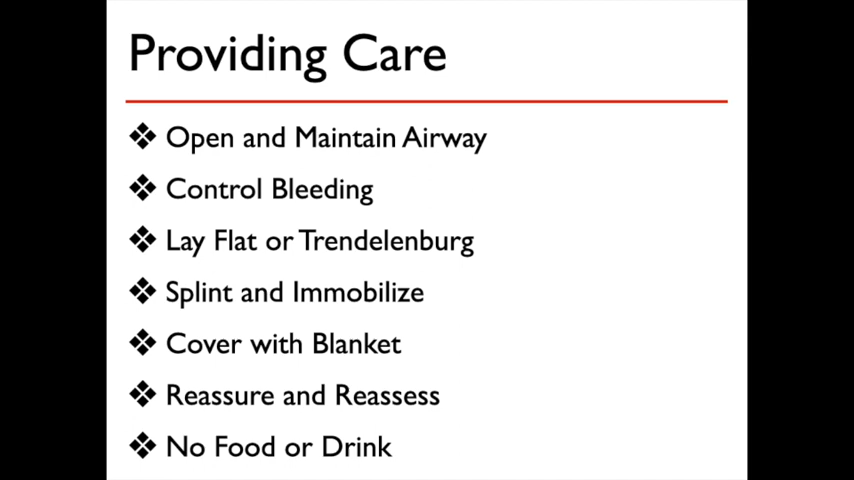 Providing Care
❖ Open and Maintain Airway
❖ Control Bleeding
❖ Lay Flat or Trendelenburg
❖ Splint and Immobilize
❖ Cover with Blanket
❖ Reassure and Reassess
❖ No Food or Drink